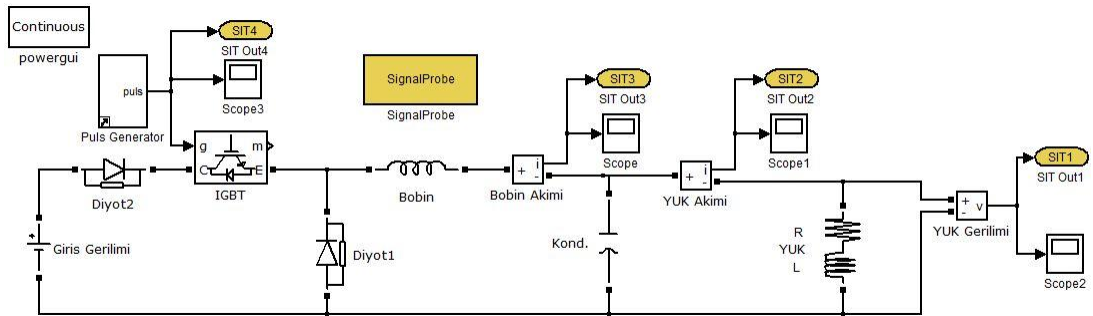 Continuous
powergui
puls
Puls Generator
SIT4
SIT Out4
Scope3
SignalProbe
SignalProbe
SIT3
SIT Out3
Scope
SIT2
SIT Out2
Scope1
SIT1
SIT Out1
Scope2
g m
C E
IGBT
Diyot2
Bobin
+ i
-
Bobin Akimi
+ i
-
YUK Akimi
+ v
-
YUK Gerilimi
+
Giris Gerilimi
Diyot1
Kond.
R
YUK
L